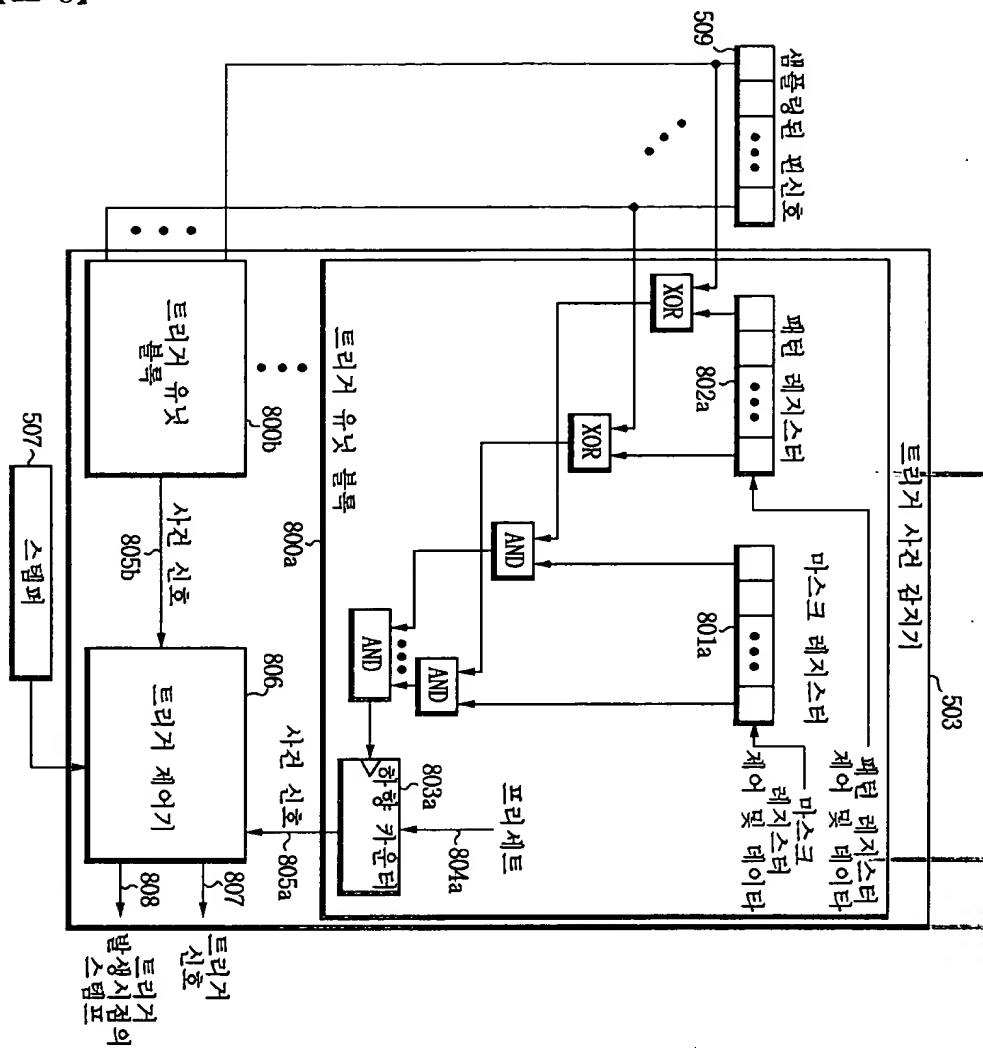 509
샘플링된 핀신호
트리거 사건 감지기
503
패턴 레지스터
802a
마스크 레지스터
801a
패턴 레지스터
제어 및 데이타
마스크
레지스터
제어 및 데이타
XOR
XOR
AND
AND
AND
하향 카운터
803a
프리세트
804a
트리거 유닛 블록
800a
사건 신호
805a
트리거 유닛
블록
800b
사건 신호
805b
트리거 제어기
806
807
808
트리거
신호
트리거
발생시점의
스템프
507
스템퍼